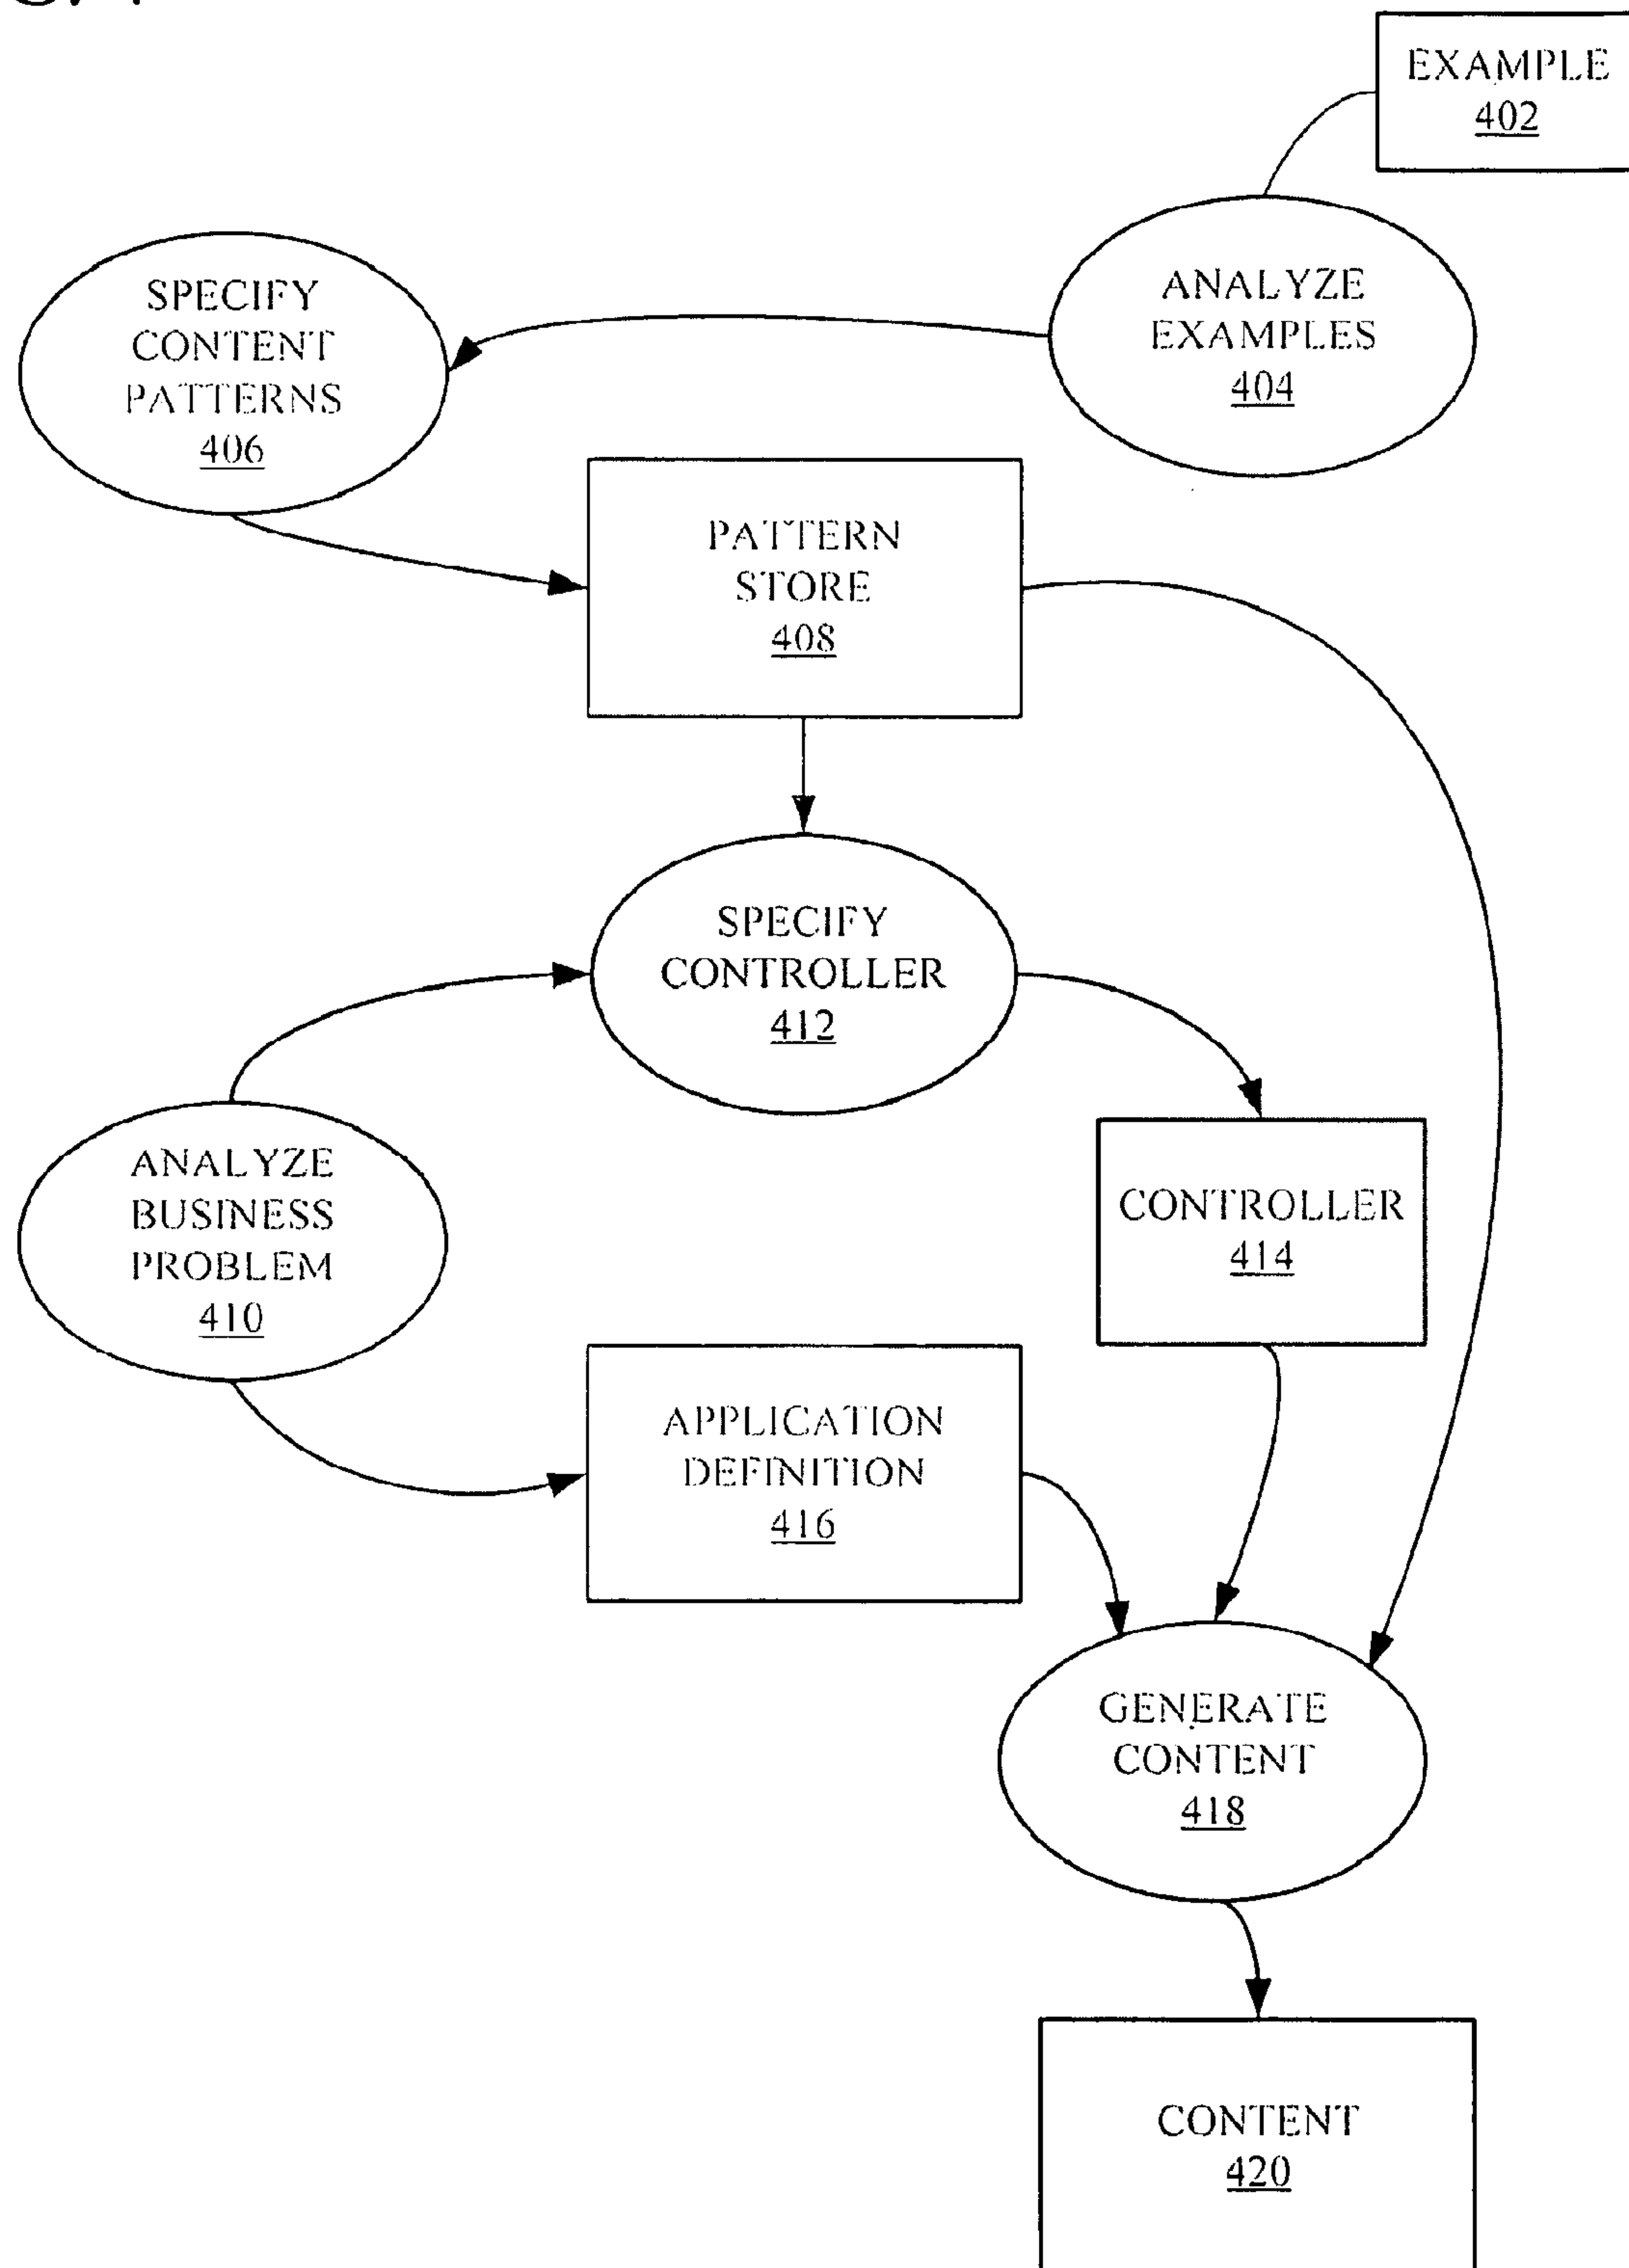 EXAMPLE
402
ANALYZE
EXAMPLES
404
SPECIFY
CONTENT
PATTERNS
406
PATTERN
STORE
408
SPECIFY
CONTROLLER
412
ANALYZE
BUSINESS
PROBLEM
410
CONTROLLER
414
APPLICATION
DEFINITION
416
GENERATE
CONTENT
418
CONTENT
420